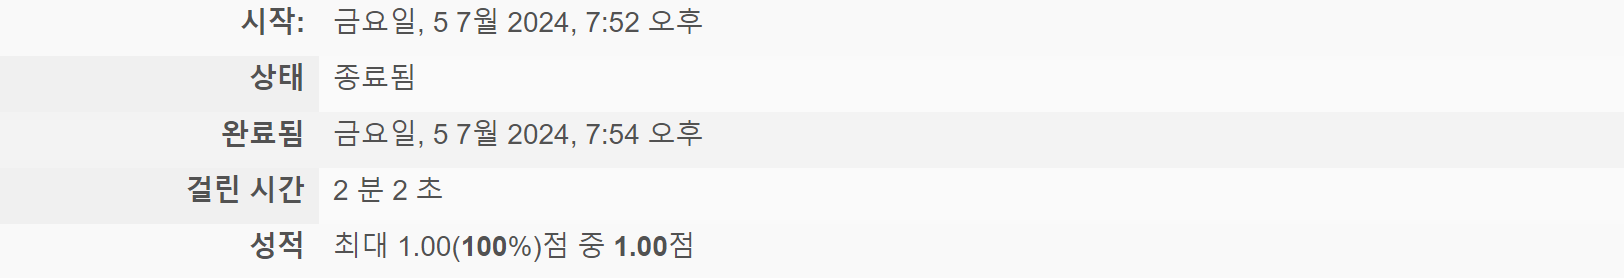 시작: 금요일, 5 7월 2024, 7:52 오후
상태 종료됨
완료됨 금요일, 5 7월 2024, 7:54 오후
걸린 시간 2 분 2 초
성적 최대 1.00(100%)점 중 1.00점